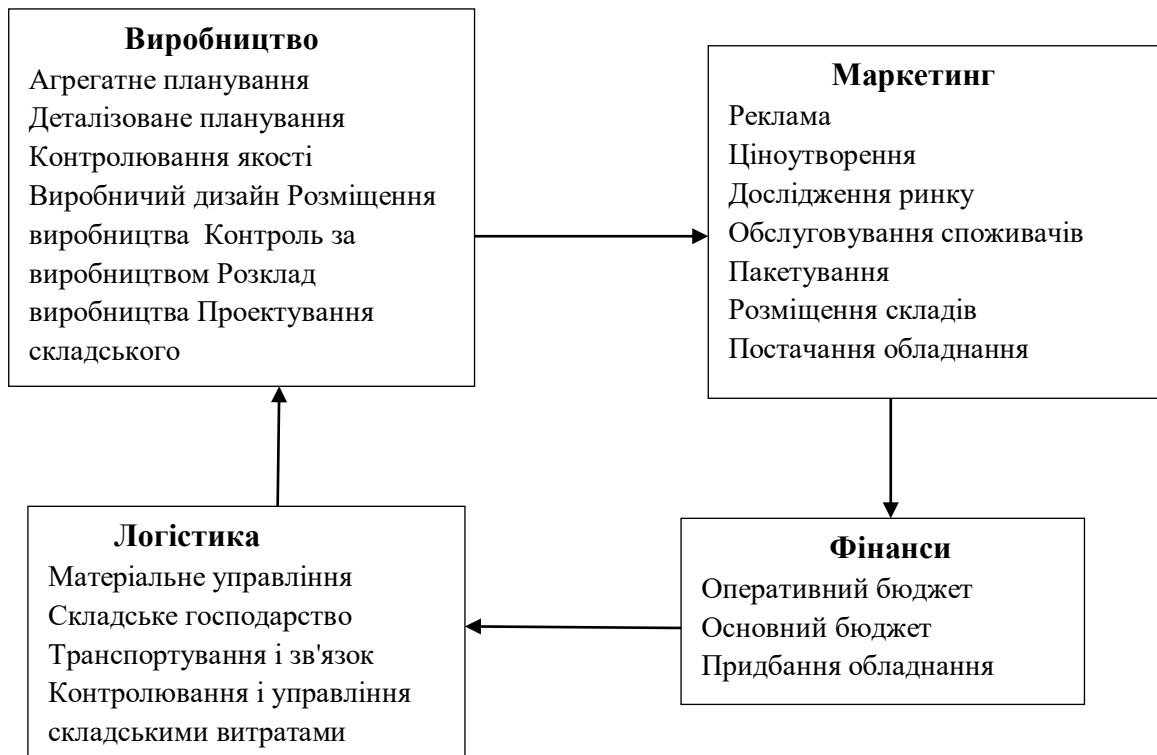 Виробництво
Агрегатне планування
Деталізоване планування
Контролювання якості
Виробничий дизайн Розміщення
виробництва Контроль за
виробництвом Розклад
виробництва Проектування
складського
Маркетинг
Реклама
Ціноутворення
Дослідження ринку
Обслуговування споживачів
Пакетування
Розміщення складів
Постачання обладнання
Логістика
Матеріальне управління
Складське господарство
Транспортування і зв'язок
Контролювання і управління
складськими витратами
Фінанси
Оперативний бюджет
Основний бюджет
Придбання обладнання